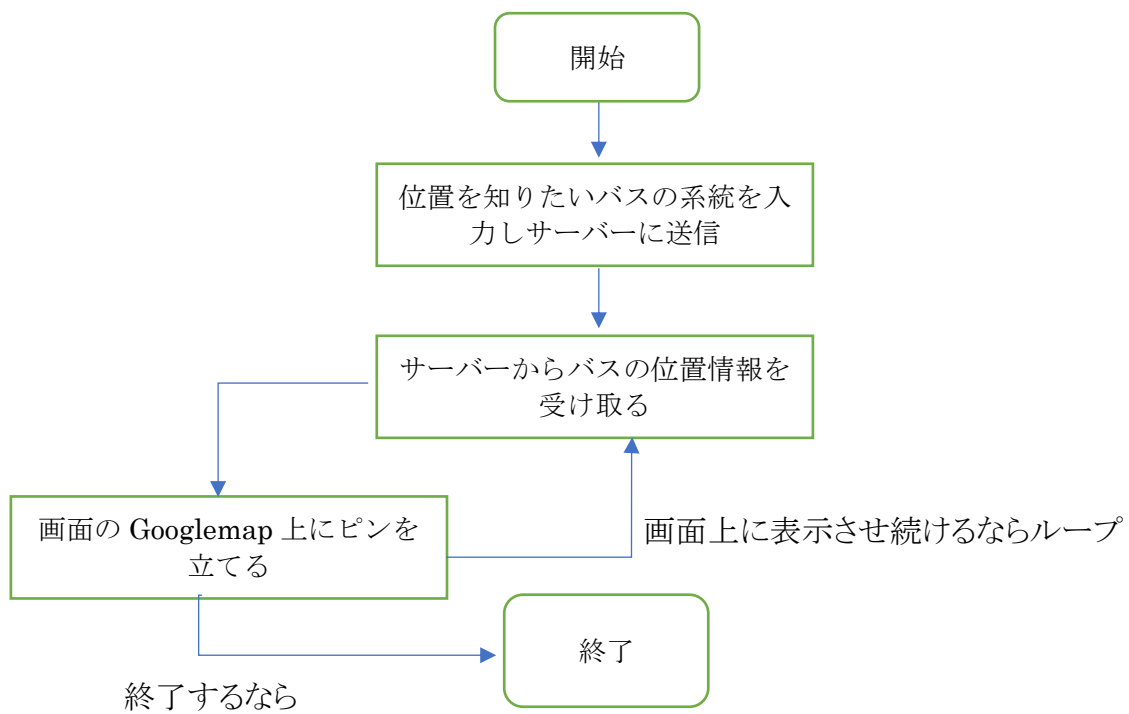 開始
位置を知りたいバスの系統を入
力しサーバーに送信
サーバーからバスの位置情報を
受け取る
画面の Googlemap 上にピンを
立てる
画面上に表示させ続けるならループ
終了
終了するなら